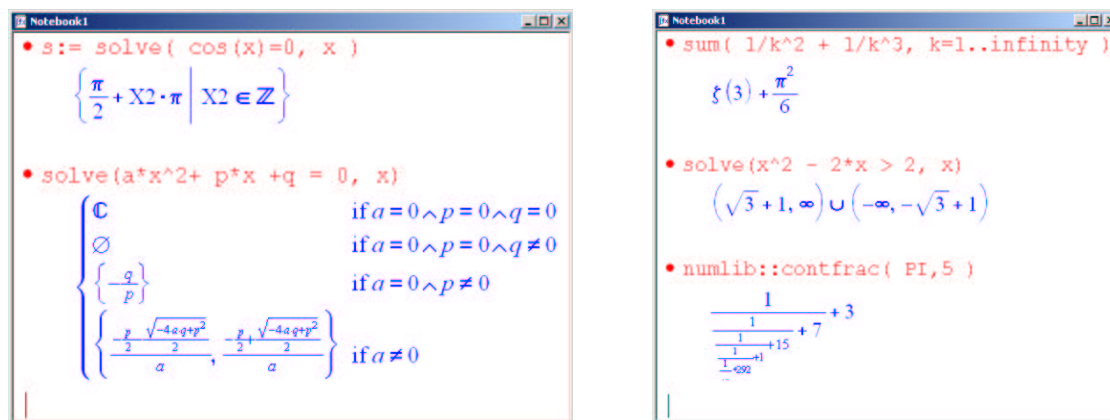 Notebook1
• s:= solve( cos(x)=0, x )
{π/2 + X2·π | X2 ∈ ℤ}
• solve(a*x^2+ p*x +q = 0, x)
ℂ if a = 0 ∧ p = 0 ∧ q = 0
∅ if a = 0 ∧ p = 0 ∧ q ≠ 0
{-q/p} if a = 0 ∧ p ≠ 0
{(-p/2 - √(-4·a·q+p²)/2)/a, (-p/2 + √(-4·a·q+p²)/2)/a} if a ≠ 0
Notebook1
• sum( 1/k^2 + 1/k^3, k=1..infinity )
ζ(3) + π²/6
• solve(x^2 - 2*x > 2, x)
(√3 + 1, ∞) ∪ (-∞, -√3 + 1)
• numlib::contfrac( PI,5 )
1/(1/(1/(1/(1/ +292) +1) +15) + 7) + 3